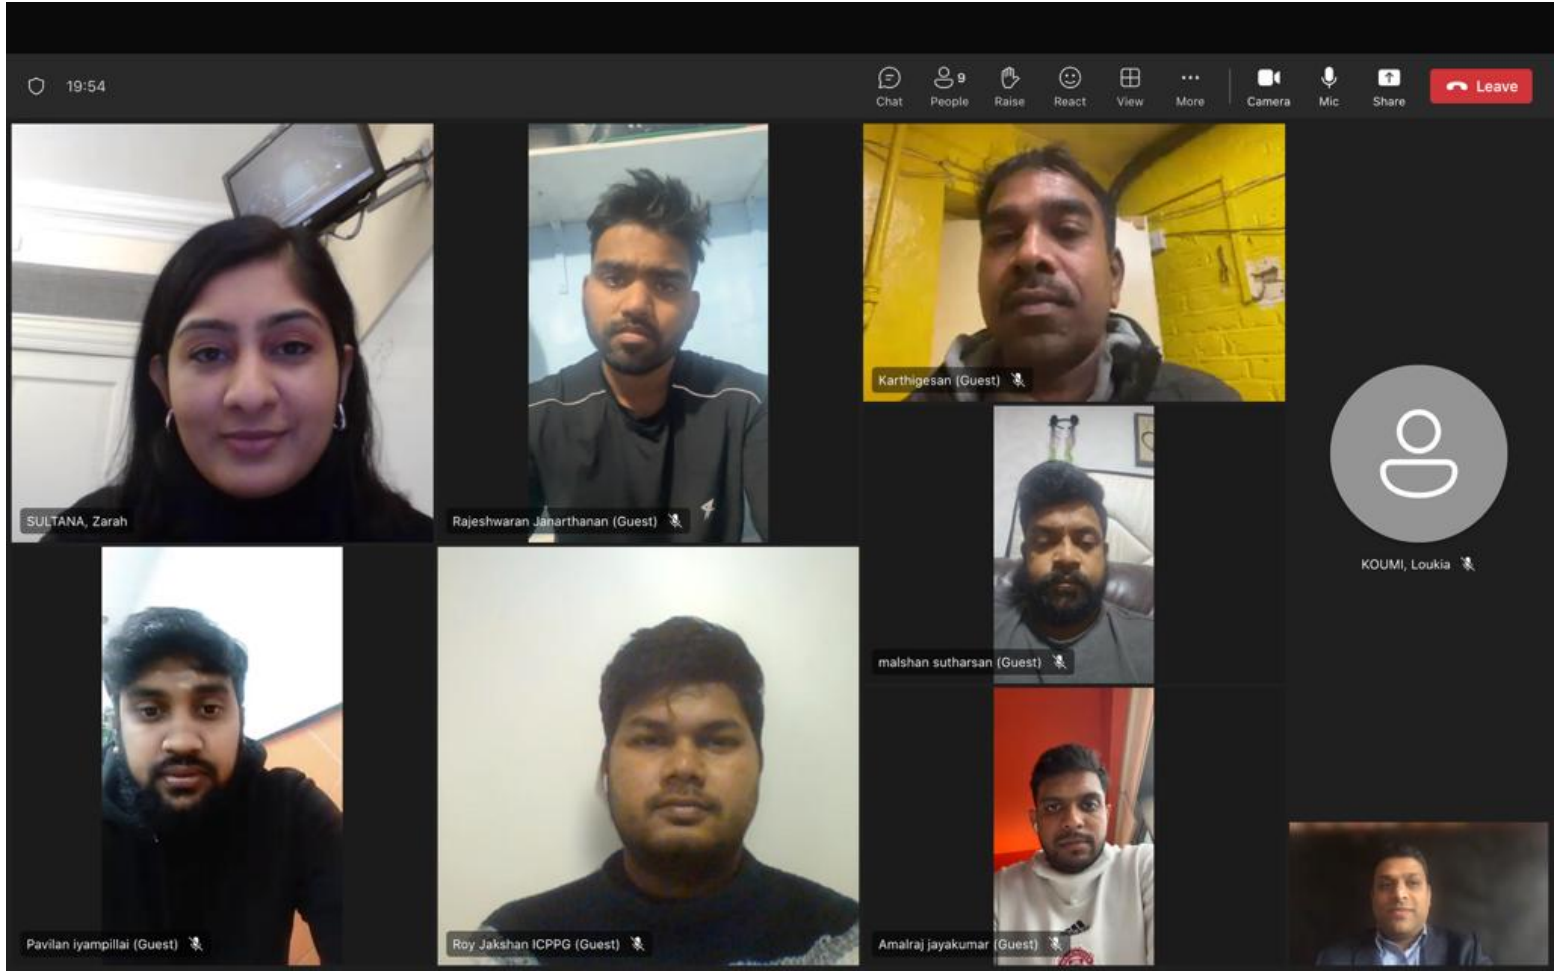 19:54
9
Chat
People
Raise
React
View
More
Camera
Mic
Share
Leave
SULTANA, Zarah
Rajeshwaran Janarthanan (Guest)
Karthigesan (Guest)
malshan sutharsan (Guest)
KOUMI, Loukia
Pavilan iyampillai (Guest)
Roy Jakshan ICPPG (Guest)
Amalraj jayakumar (Guest)